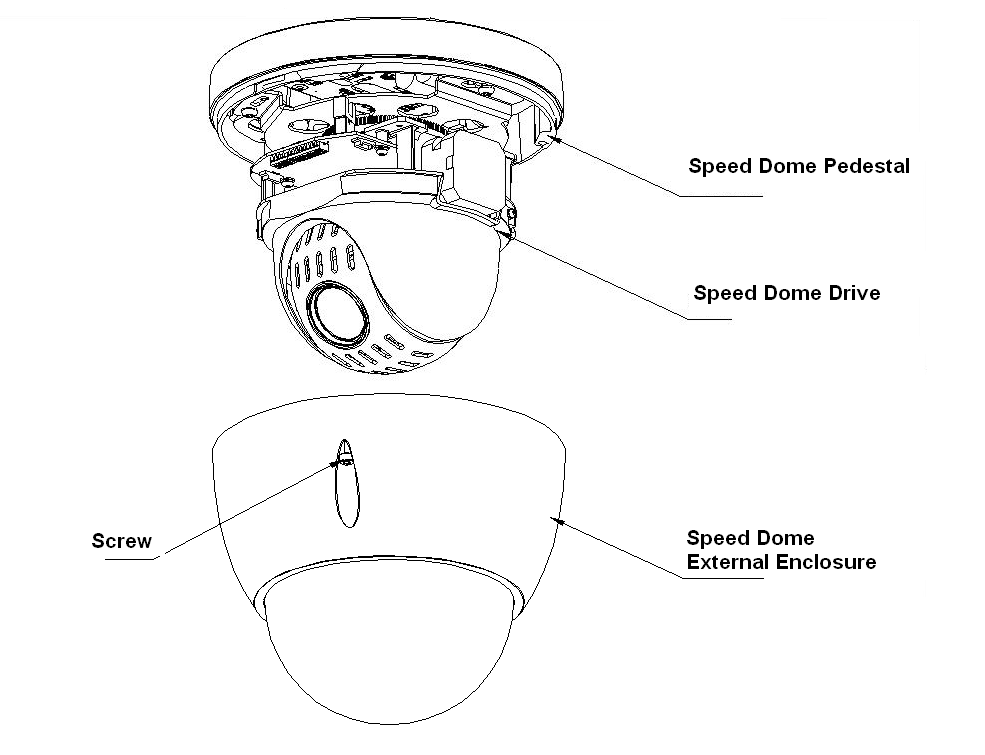 Speed Dome Pedestal
Speed Dome Drive
Screw
Speed Dome
External Enclosure